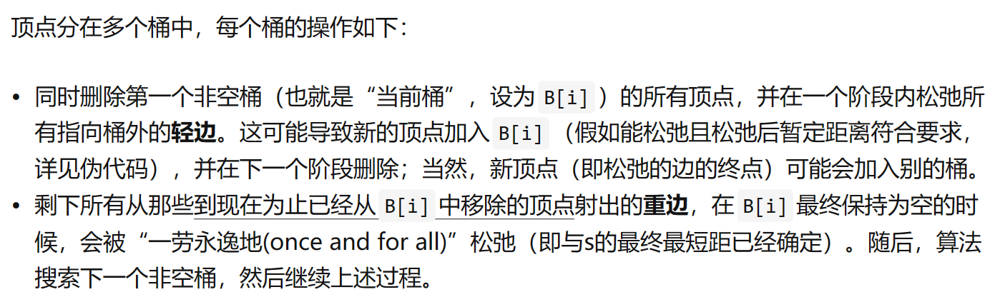 顶点分在多个桶中，每个桶的操作如下：
• 同时删除第一个非空桶（也就是“当前桶”，设为 B[i] ）的所有顶点，并在一个阶段内松弛所
有指向桶外的轻边。这可能导致新的顶点加入 B[i] （假如能松弛且松弛后暂定距离符合要求，
详见伪代码），并在下一个阶段删除；当然，新顶点（即松弛的边的终点）可能会加入别的桶。
• 剩下所有从那些到现在为止已经从 B[i] 中移除的顶点射出的重边，在 B[i] 最终保持为空的时
候，会被“一劳永逸地(once and for all)”松弛（即与s的最终最短距已经确定）。随后，算法
搜索下一个非空桶，然后继续上述过程。